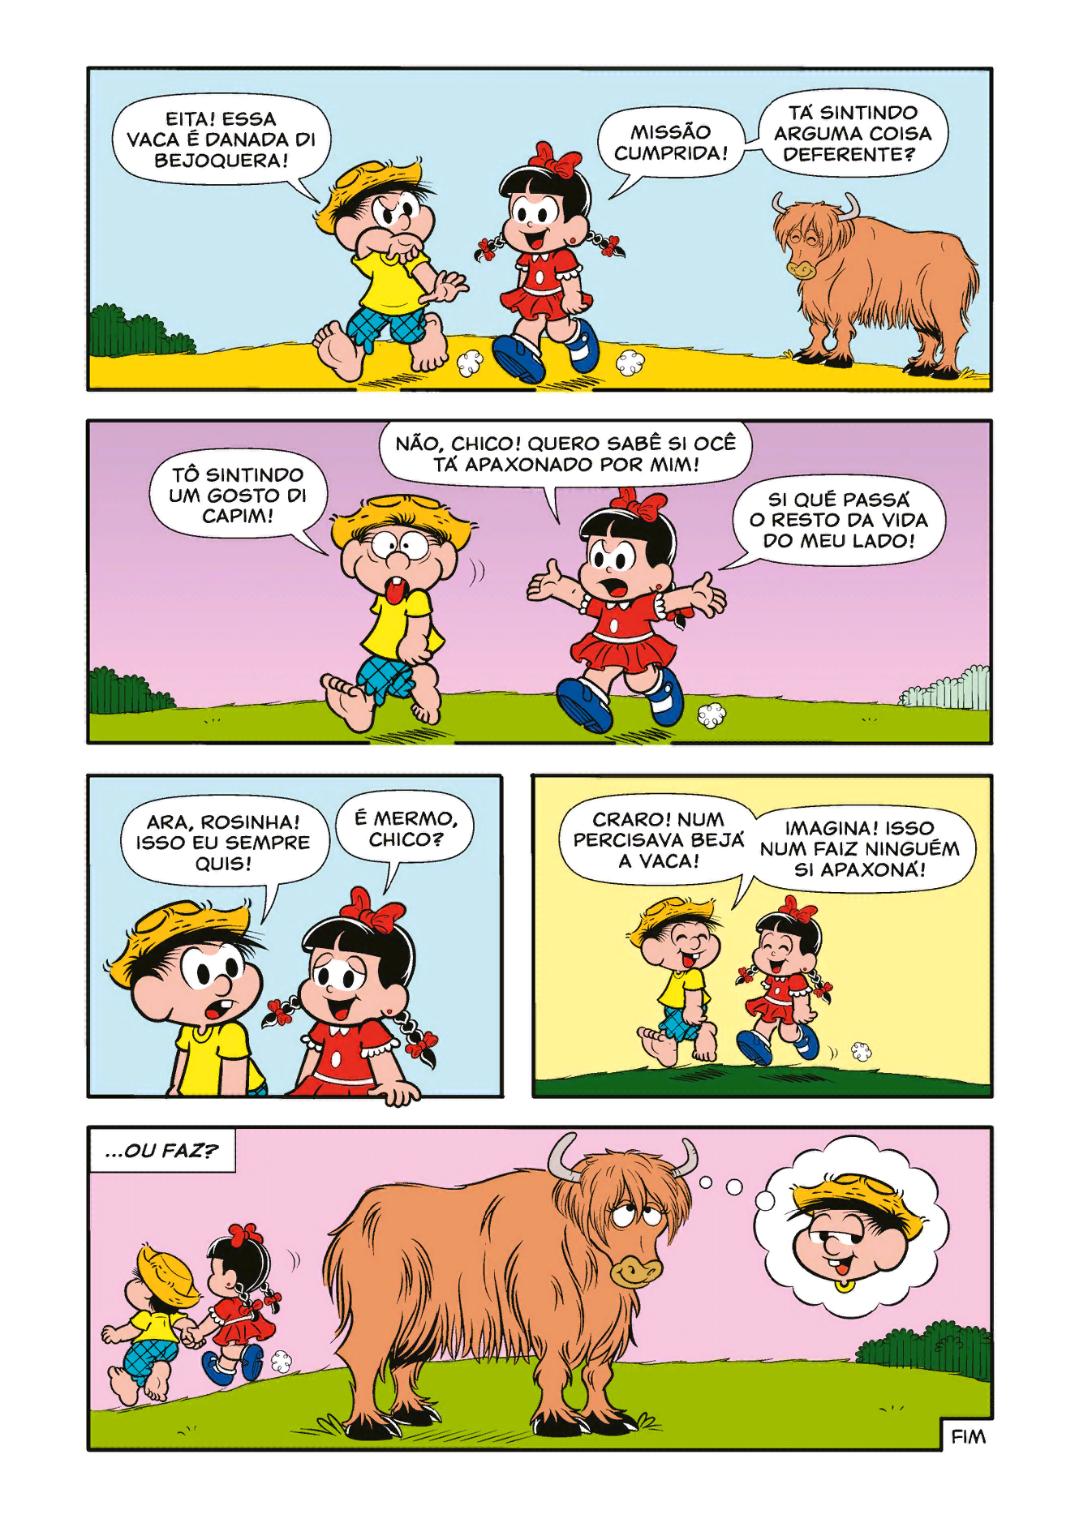 EITA! ESSA
VACA É DANADA DI
BEJOQUERA!
MISSÃO
CUMPRIDA!
TÁ SINTINDO
ARGUMA COISA
DEFERENTE?
TÔ SINTINDO
UM GOSTO DI
CAPIM!
NÃO, CHICO! QUERO SABÊ SI OCÊ
TÁ APAXONADO POR MIM!
SI QUÉ PASSÁ
O RESTO DA VIDA
DO MEU LADO!
ARA, ROSINHA!
ISSO EU SEMPRE
QUIS!
É MERMO,
CHICO?
CRARO! NUM
PERCISAVA BEJÁ
A VACA!
IMAGINA! ISSO
NUM FAIZ NINGUÉM
SI APAXONÁ!
...OU FAZ?
FIM